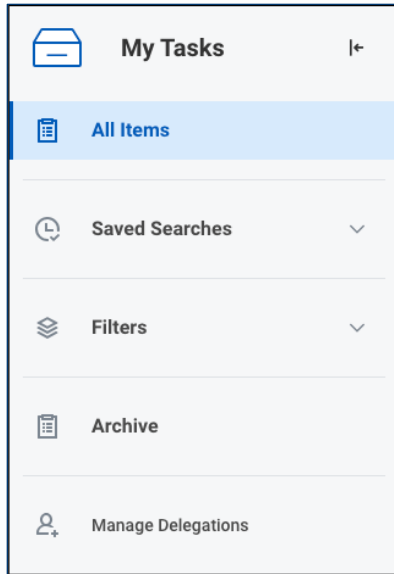 My Tasks
All Items
Saved Searches
Filters
Archive
Manage Delegations